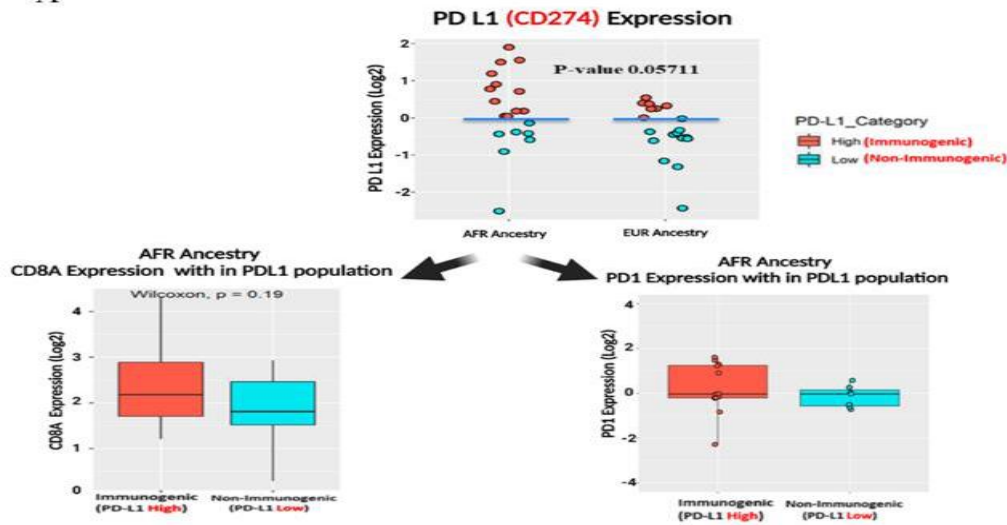 PD L1 (CD274) Expression
2
1
0
-1
-2
PD L1 Expression (Log2)
P-value 0.05711
AFR Ancestry
EUR Ancestry
PD-L1_Category
High (Immunogenic)
Low (Non-Immunogenic)
AFR Ancestry
CD8A Expression with in PDL1 population
Wilcoxon, p = 0.19
4
3
2
1
0
CD8A Expression (Log2)
Immunogenic
(PD-L1 High)
Non-Immunogenic
(PD-L1 Low)
AFR Ancestry
PD1 Expression with in PDL1 population
4
2
0
-2
-4
PD1 Expression (Log2)
Immunogenic
(PD-L1 High)
Non-Immunogenic
(PD-L1 Low)